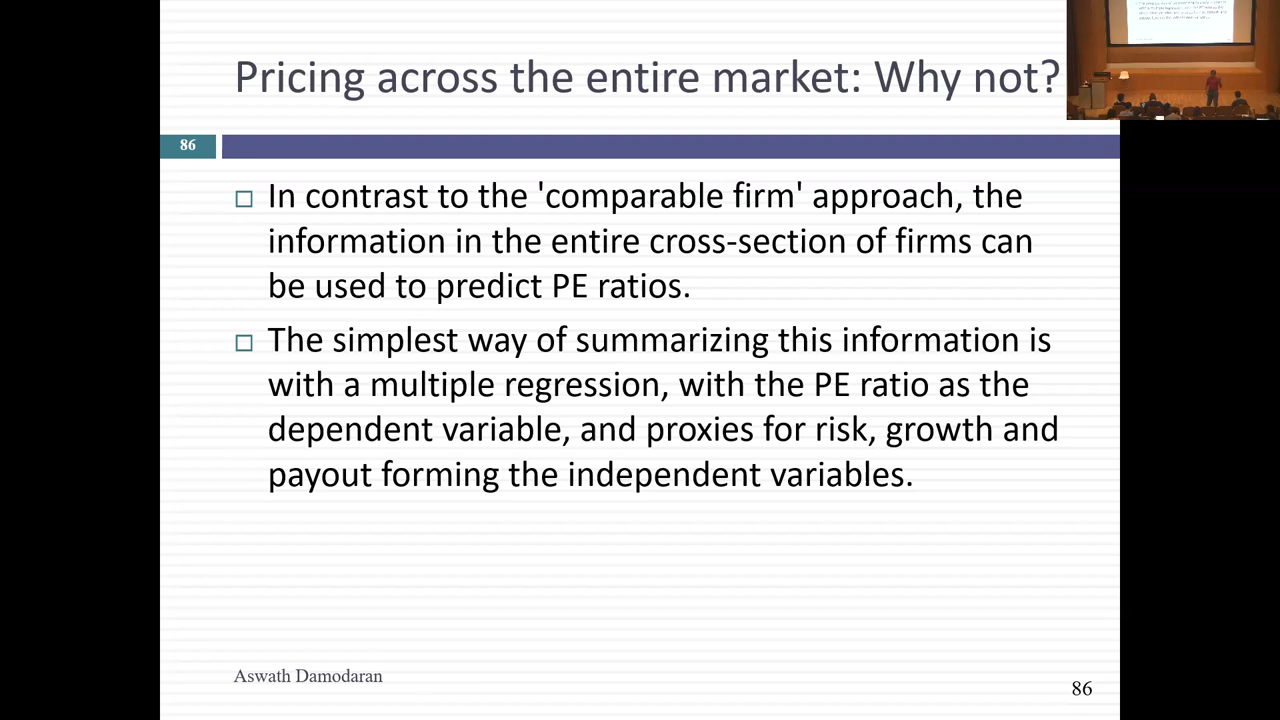 Pricing across the entire market: Why not?
86
In contrast to the 'comparable firm' approach, the
information in the entire cross-section of firms can
be used to predict PE ratios.
The simplest way of summarizing this information is
with a multiple regression, with the PE ratio as the
dependent variable, and proxies for risk, growth and
payout forming the independent variables.
Aswath Damodaran
86